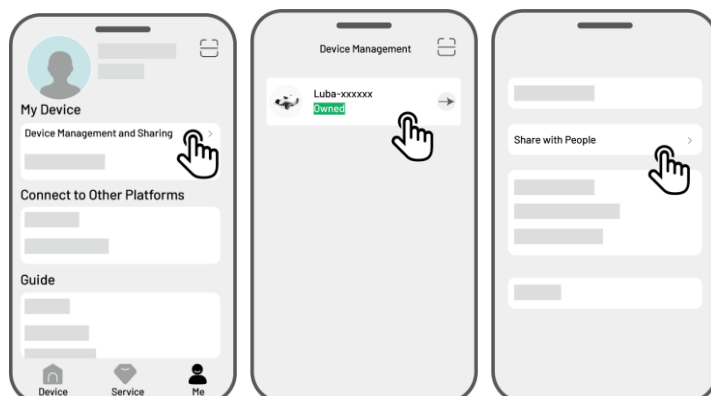 My Device
Device Management and Sharing
Connect to Other Platforms
Guide
Device
Service
Me
Device Management
Luba-xxxxxx
Owned
Share with People